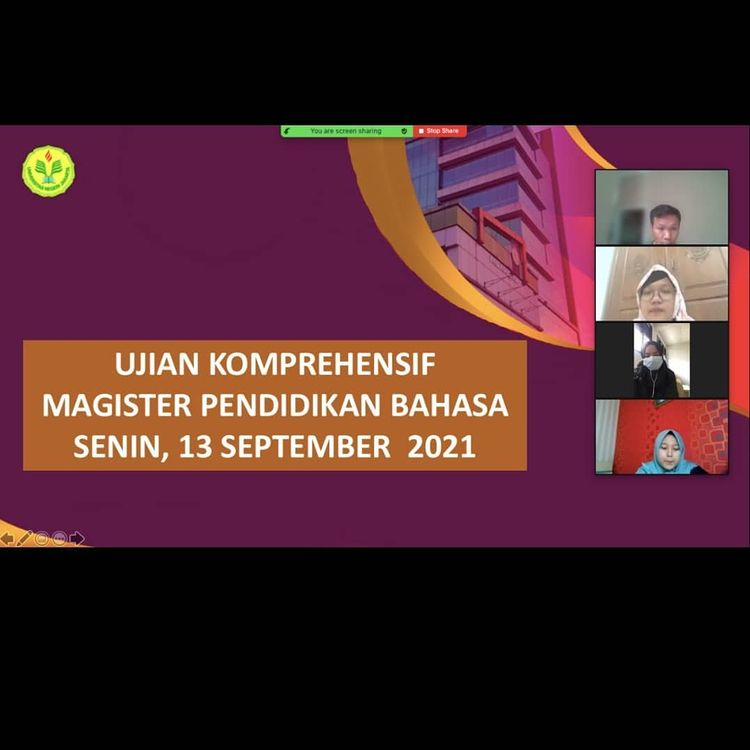 You are screen sharing
Stop Share
UJIAN KOMPREHENSIF
MAGISTER PENDIDIKAN BAHASA
SENIN, 13 SEPTEMBER 2021